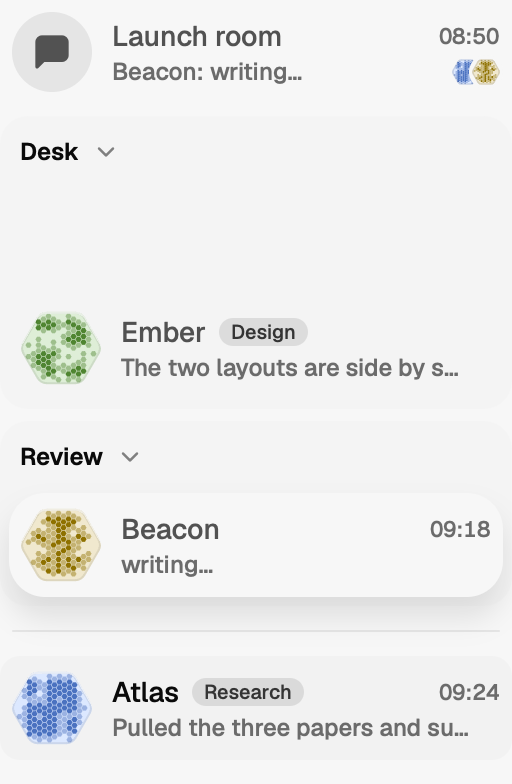 Launch room
08:50
Beacon: writing...
Desk
Ember
Design
The two layouts are side by s...
Review
Beacon
09:18
writing...
Atlas
Research
09:24
Pulled the three papers and su...